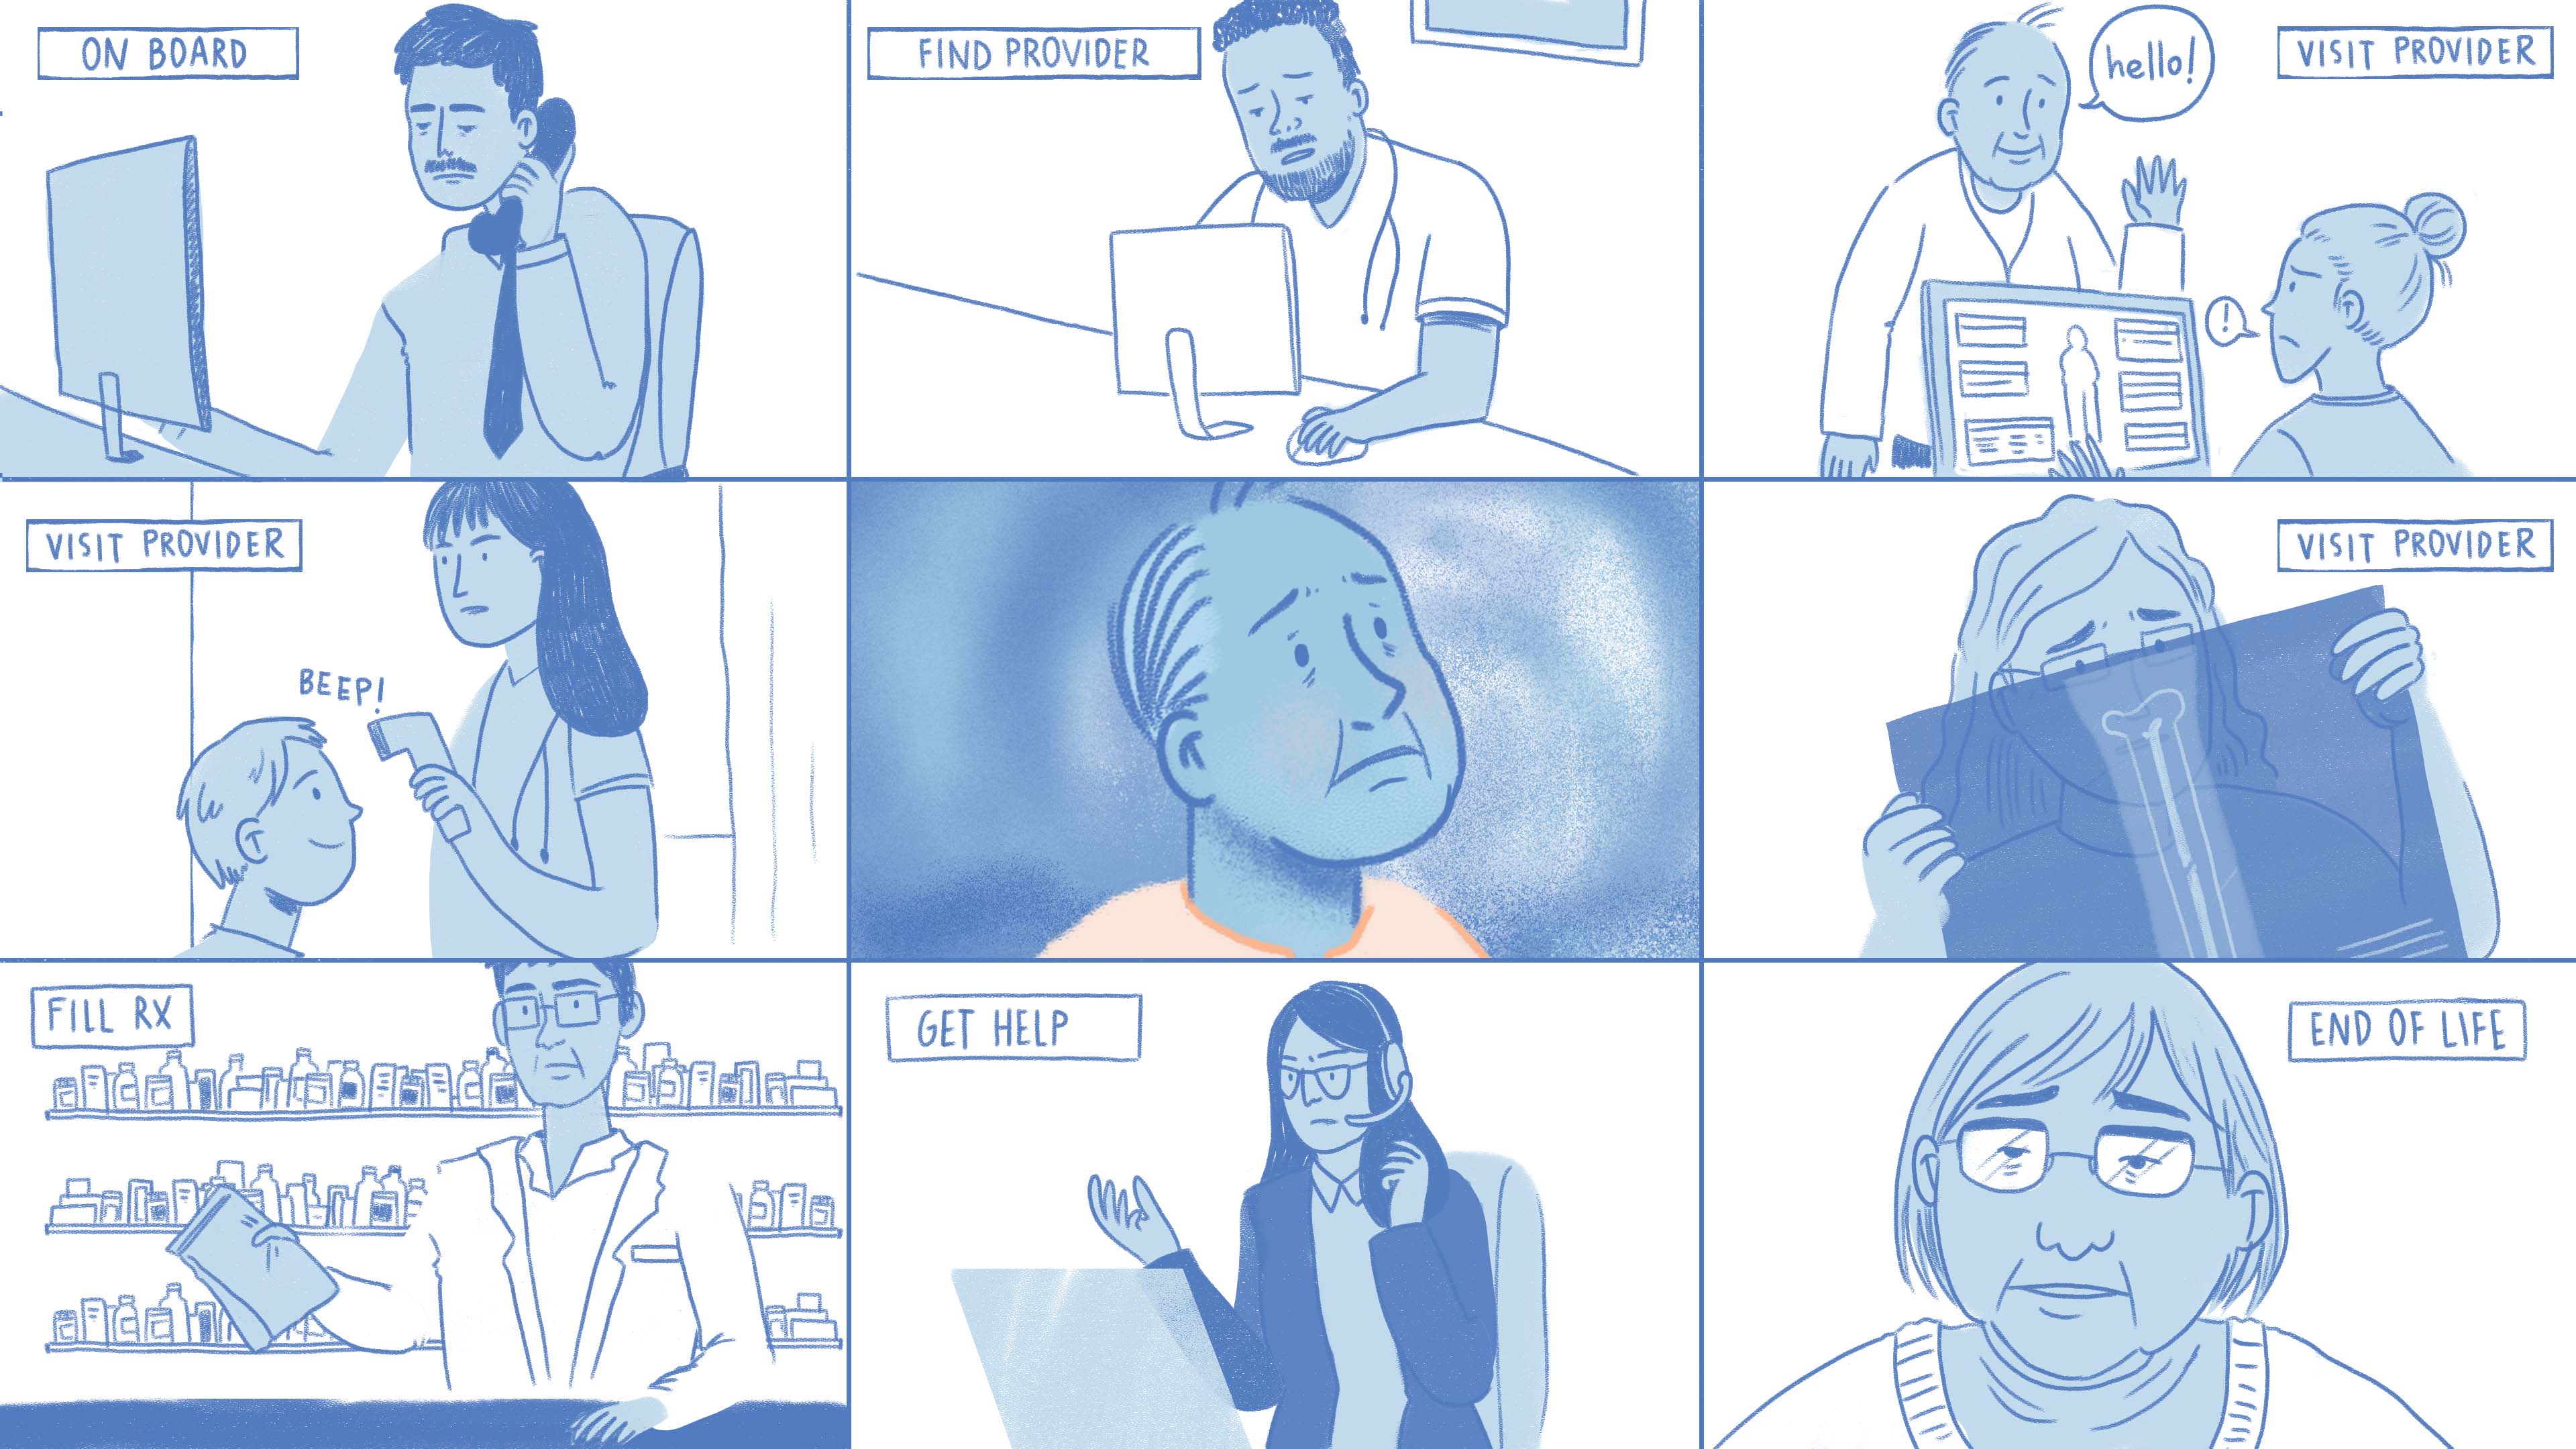 ON BOARD
FIND PROVIDER
hello!
VISIT PROVIDER
!
VISIT PROVIDER
BEEP!
VISIT PROVIDER
FILL RX
GET HELP
END OF LIFE